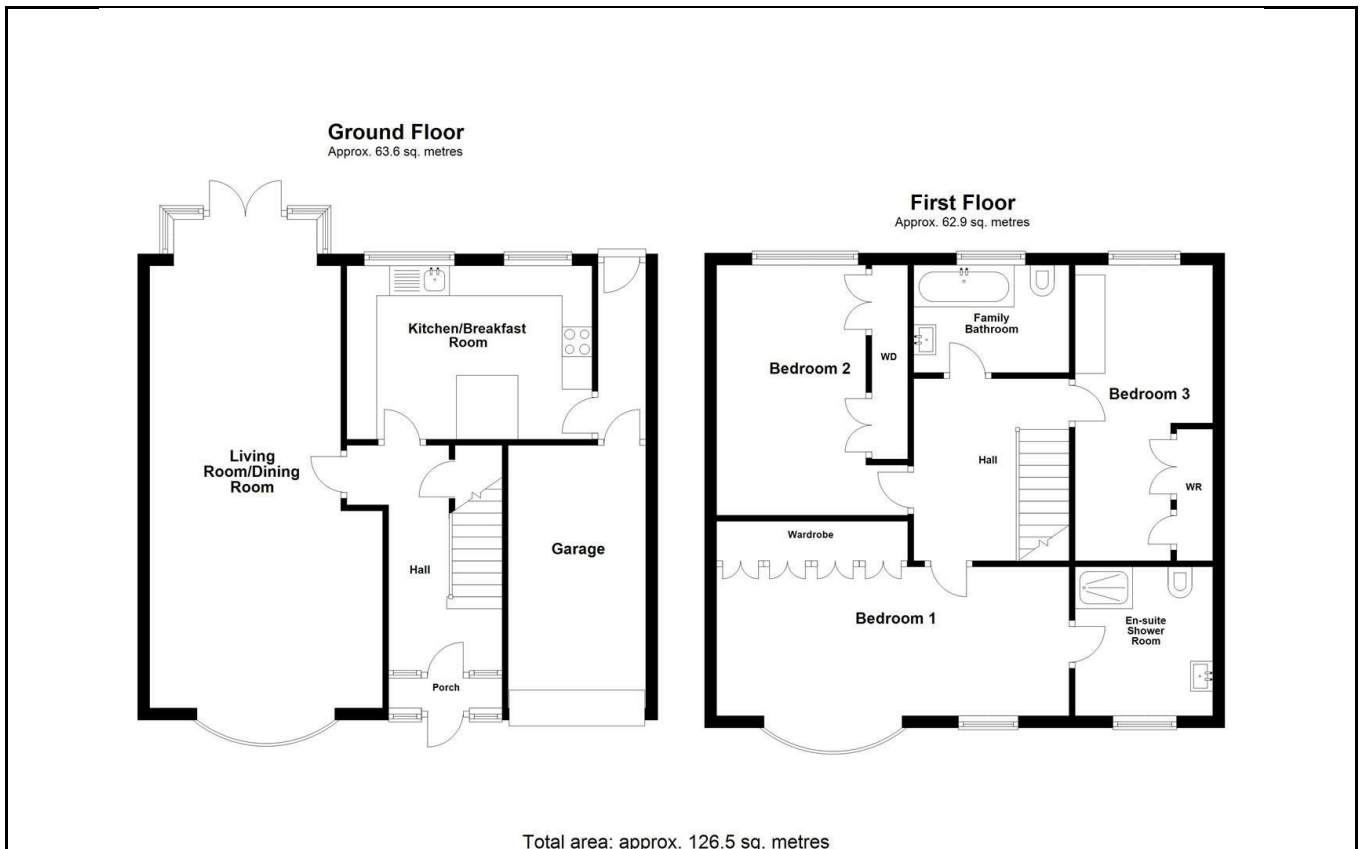 Ground Floor
Approx. 63.6 sq. metres
Kitchen/Breakfast
Room
Living
Room/Dining
Room
Hall
Garage
Porch
First Floor
Approx. 62.9 sq. metres
Family
Bathroom
WD
Bedroom 2
Bedroom 3
Hall
WR
Wardrobe
Bedroom 1
En-suite
Shower
Room
Total area: approx. 126.5 sq. metres